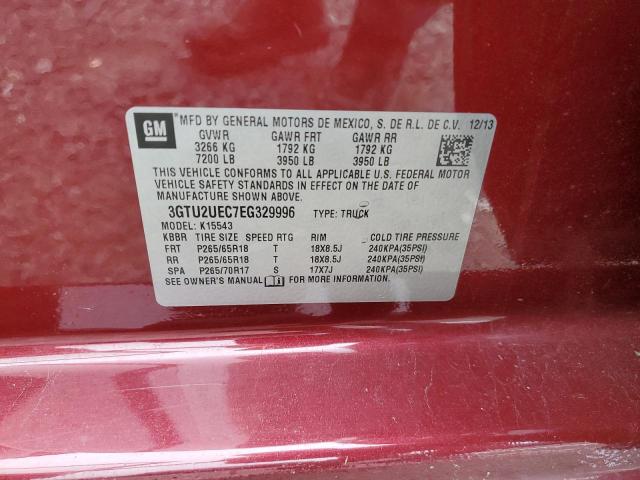 GM
MFD BY GENERAL MOTORS DE MEXICO, S. DE R.L. DE C.V. 12/13
GVWR GAWR FRT GAWR RR
3266 KG 1792 KG 1792 KG
7200 LB 3950 LB 3950 LB
THIS VEHICLE CONFORMS TO ALL APPLICABLE U.S. FEDERAL MOTOR
VEHICLE SAFETY STANDARDS IN EFFECT ON THE DATE OF
MANUFACTURE SHOWN ABOVE.
3GTU2UEC7EG329996 TYPE: TRUCK
MODEL: K15543
KBBR TIRE SIZE SPEED RTG RIM COLD TIRE PRESSURE
FRT P265/65R18 T 18X8.5J 240KPA(35PSI)
RR P265/65R18 T 18X8.5J 240KPA(35PSI)
SPA P265/70R17 S 17X7J 240KPA(35PSI)
SEE OWNER'S MANUAL FOR MORE INFORMATION.